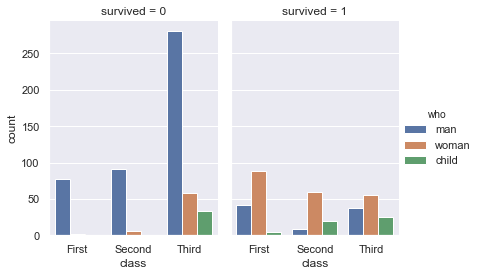 survived = 0
survived = 1
250
200
150
100
50
0
count
First Second Third
class
First Second Third
class
who
man
woman
child